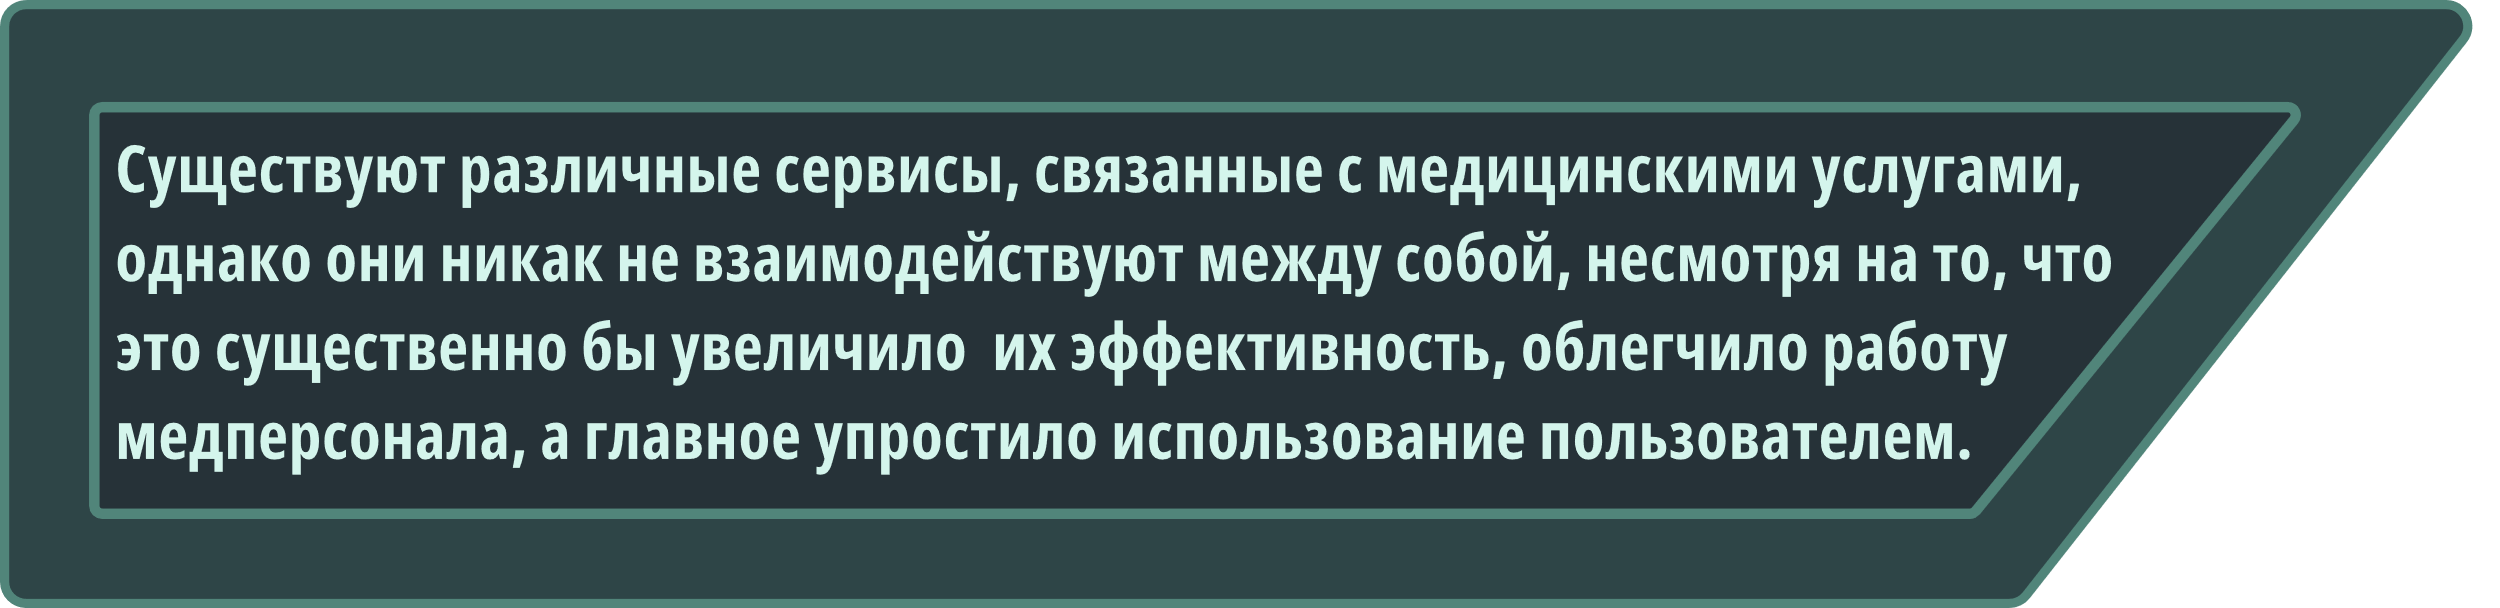 Существуют различные сервисы, связанные с медицинскими услугами,
однако они никак не взаимодействуют между собой, несмотря на то, что
это существенно бы увеличило их эффективность, облегчило работу
медперсонала, а главное упростило использование пользователем.